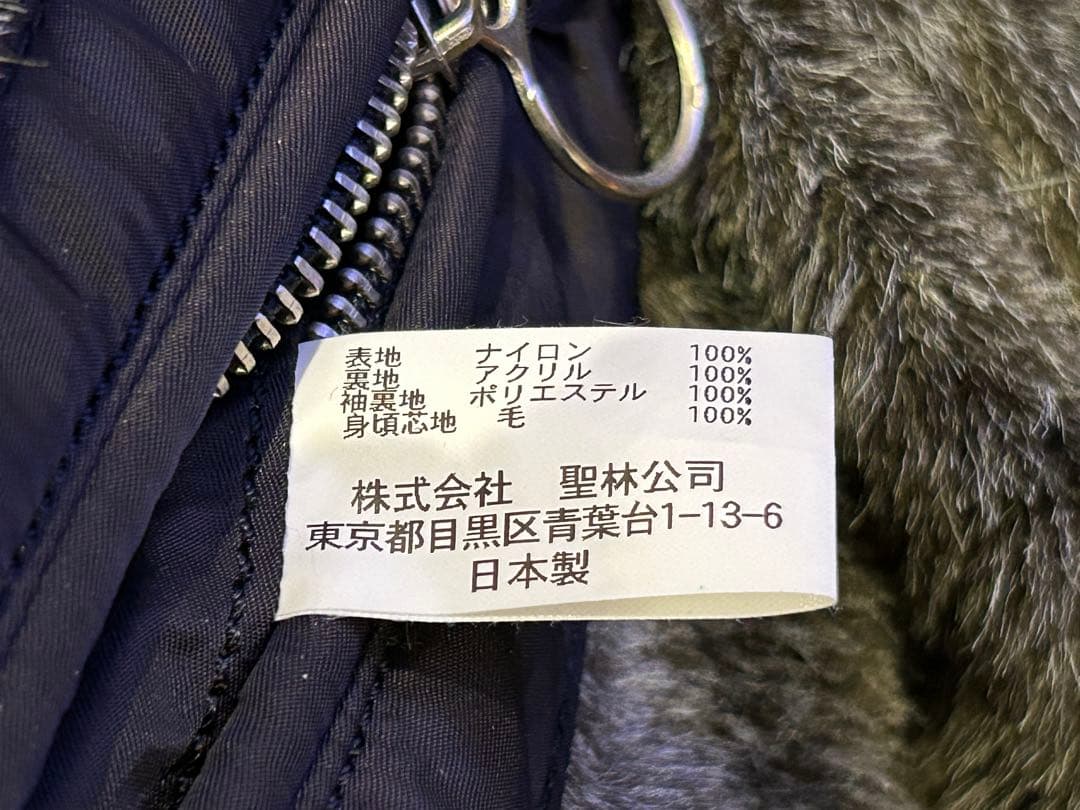 表地 ナイロン 100%
裏地 アクリル 100%
袖裏地 ポリエステル 100%
身頃芯地 毛 100%
株式会社 聖林公司
東京都目黒区青葉台1-13-6
日本製